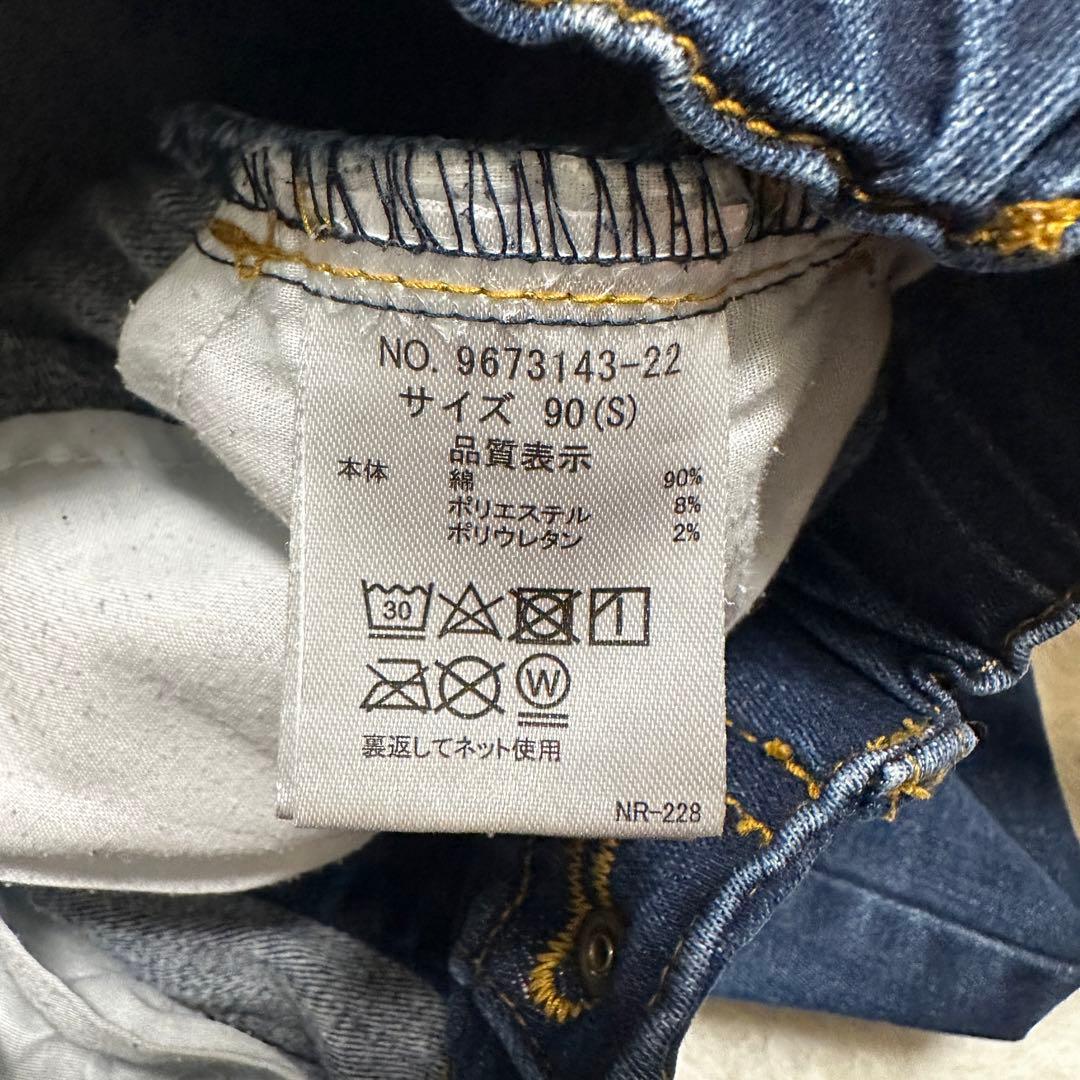 NO. 9673143-22
サイズ 90(S)
品質表示
本体 綿 90%
ポリエステル 8%
ポリウレタン 2%
30
W
裏返してネット使用
NR-228